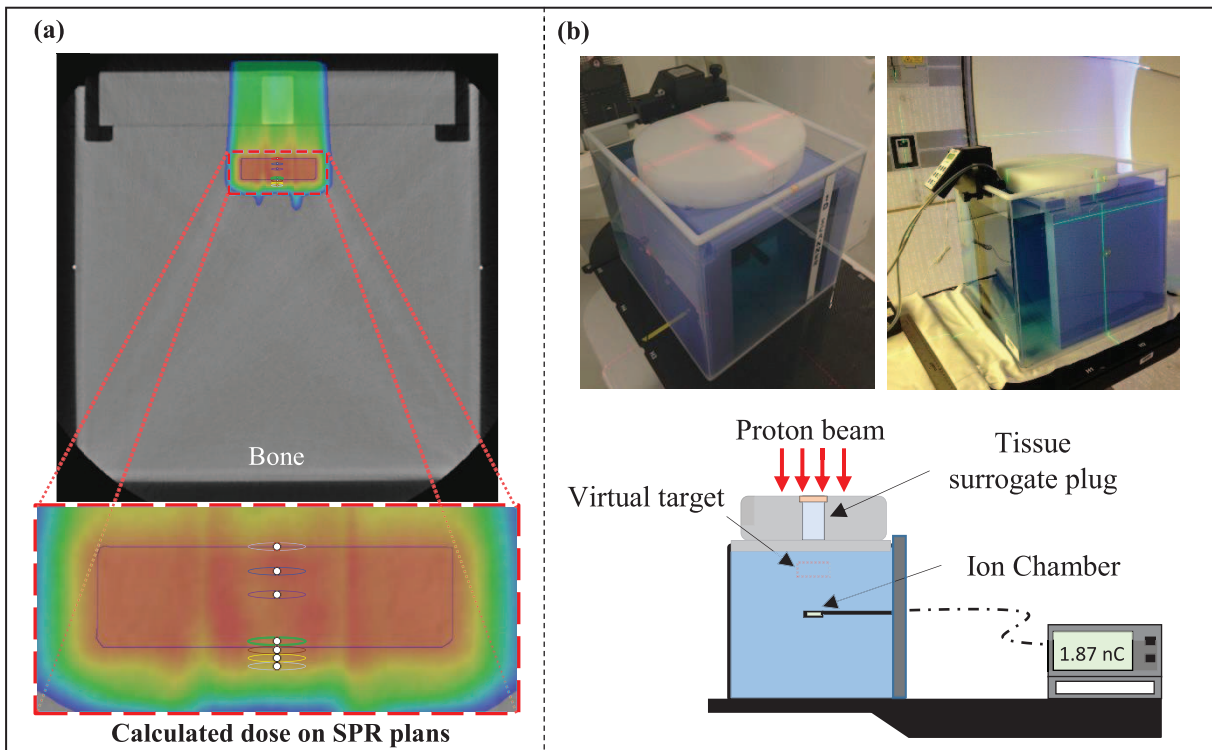 (a)
Bone
Calculated dose on SPR plans
(b)
Proton beam
Tissue
surrogate plug
Virtual target
Ion Chamber
1.87 nC